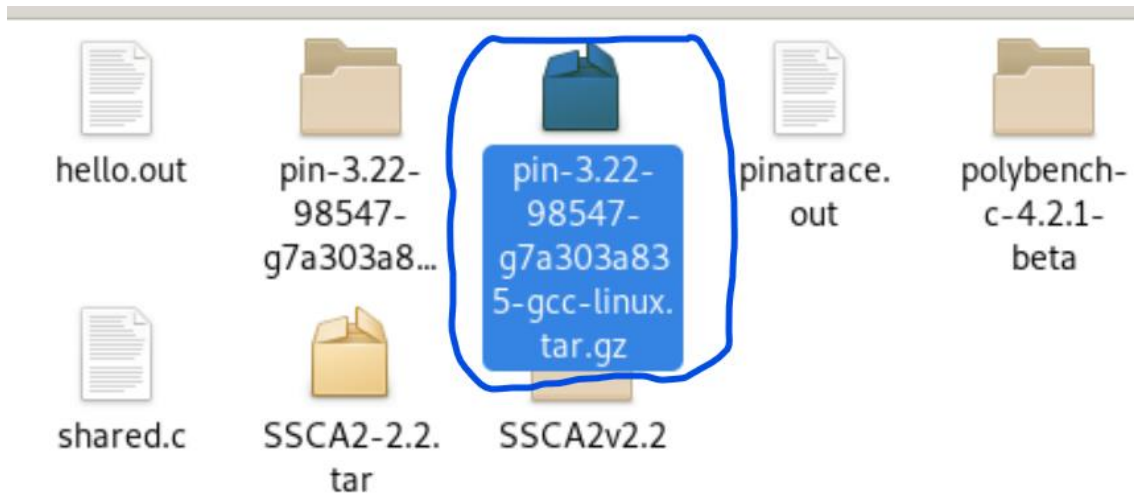 hello.out
pin-3.22-
98547-
g7a303a8...
pin-3.22-
98547-
g7a303a83
5-gcc-linux.
tar.gz
pinatrace.
out
polybench-
c-4.2.1-
beta
shared.c
SSCA2-2.2.
tar
SSCA2v2.2